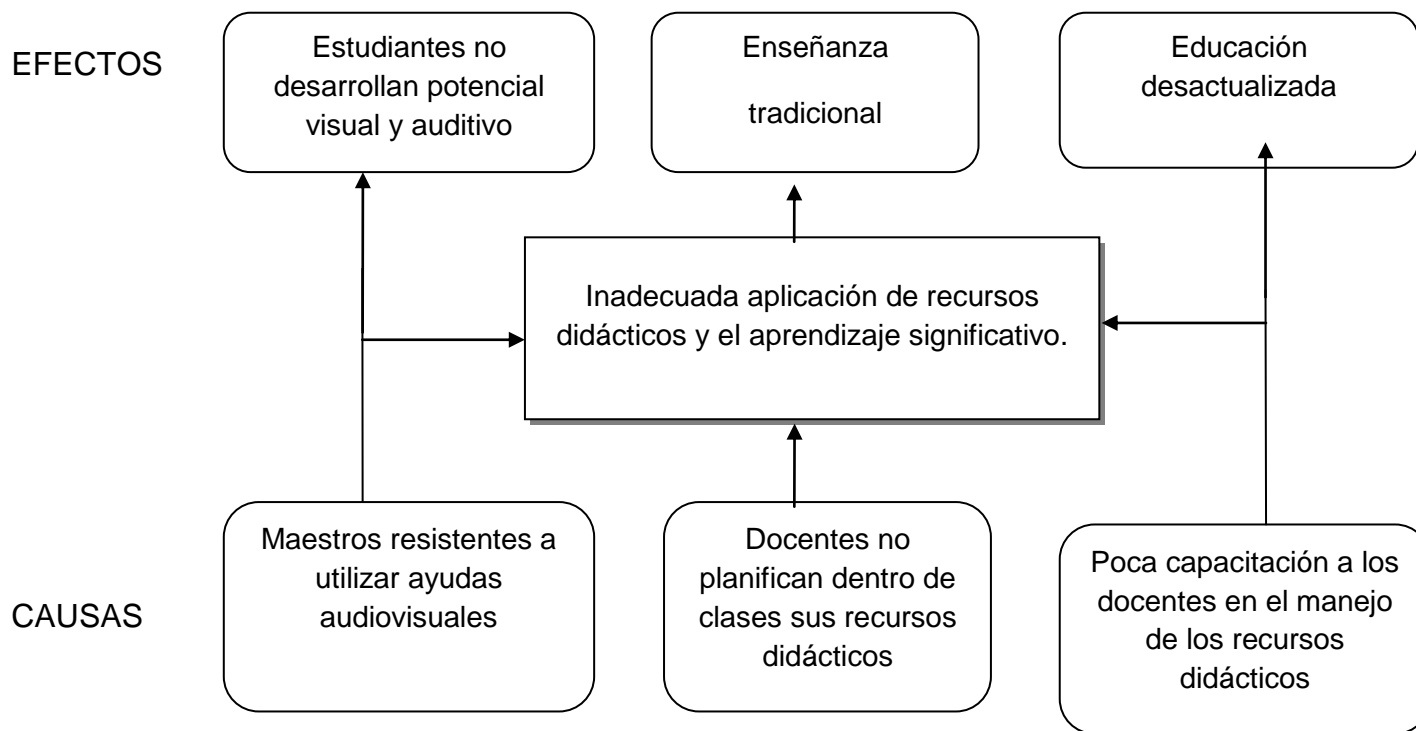 EFECTOS
Estudiantes no
desarrollan potencial
visual y auditivo
Enseñanza
tradicional
Educación
desactualizada
Inadecuada aplicación de recursos
didácticos y el aprendizaje significativo.
CAUSAS
Maestros resistentes a
utilizar ayudas
audiovisuales
Docentes no
planifican dentro de
clases sus recursos
didácticos
Poca capacitación a los
docentes en el manejo
de los recursos
didácticos